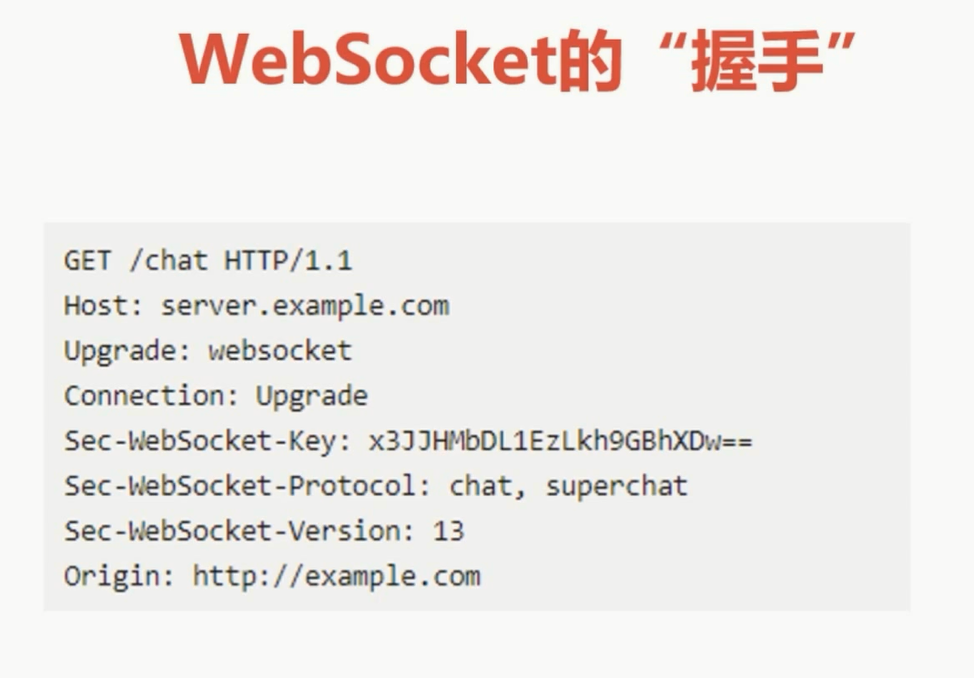 WebSocket的“握手”
GET /chat HTTP/1.1
Host: server.example.com
Upgrade: websocket
Connection: Upgrade
Sec-WebSocket-Key: x3JJHMbDL1EzLkh9GBhXDw==
Sec-WebSocket-Protocol: chat, superchat
Sec-WebSocket-Version: 13
Origin: http://example.com